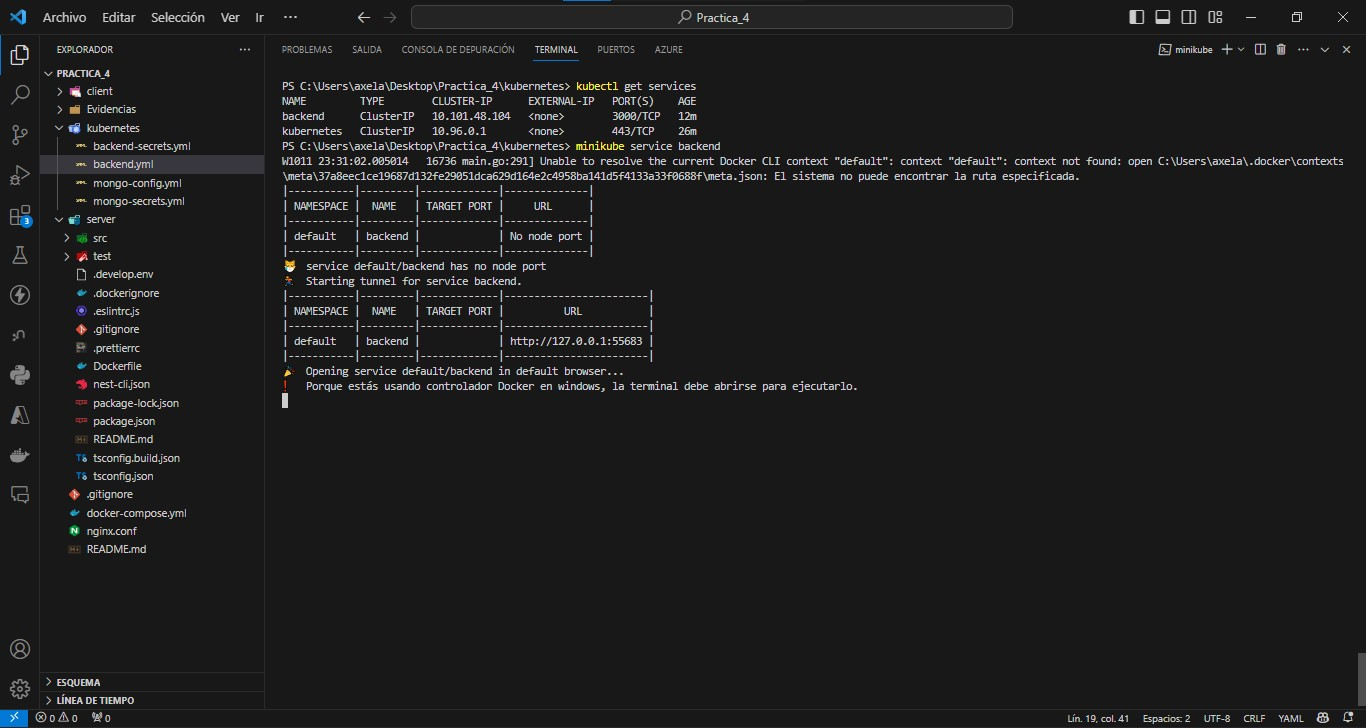 Archivo Editar Selección Ver Ir ··· Practica_4
EXPLORADOR ···
PRACTICA_4
client
Evidencias
kubernetes
backend-secrets.yml
backend.yml
mongo-config.yml
mongo-secrets.yml
server
src
test
.develop.env
.dockerignore
.eslintrc.js
.gitignore
.prettierrc
Dockerfile
nest-cli.json
package-lock.json
package.json
README.md
tsconfig.build.json
tsconfig.json
.gitignore
docker-compose.yml
nginx.conf
README.md
ESQUEMA
LÍNEA DE TIEMPO
3
PROBLEMAS SALIDA CONSOLA DE DEPURACIÓN TERMINAL PUERTOS AZURE minikube
PS C:\Users\axela\Desktop\Practica_4\kubernetes> kubectl get services
NAME TYPE CLUSTER-IP EXTERNAL-IP PORT(S) AGE
backend ClusterIP 10.101.48.104 <none> 3000/TCP 12m
kubernetes ClusterIP 10.96.0.1 <none> 443/TCP 26m
PS C:\Users\axela\Desktop\Practica_4\kubernetes> minikube service backend
W1011 23:31:02.005014 16736 main.go:291] Unable to resolve the current Docker CLI context "default": context "default": context not found: open C:\Users\axela\.docker\contexts
\meta\37a8eec1ce19687d132fe29051dca629d164e2c4958ba141d5f4133a33f0688f\meta.json: El sistema no puede encontrar la ruta especificada.
|-----------|---------|-------------|--------------|
| NAMESPACE | NAME | TARGET PORT | URL |
|-----------|---------|-------------|--------------|
| default | backend | | No node port |
|-----------|---------|-------------|--------------|
😿 service default/backend has no node port
🏃 Starting tunnel for service backend.
|-----------|---------|-------------|------------------------|
| NAMESPACE | NAME | TARGET PORT | URL |
|-----------|---------|-------------|------------------------|
| default | backend | | http://127.0.0.1:55683 |
|-----------|---------|-------------|------------------------|
🎉 Opening service default/backend in default browser...
❗ Porque estás usando controlador Docker en windows, la terminal debe abrirse para ejecutarlo.
0 0 0 Lín. 19, col. 41 Espacios: 2 UTF-8 CRLF YAML